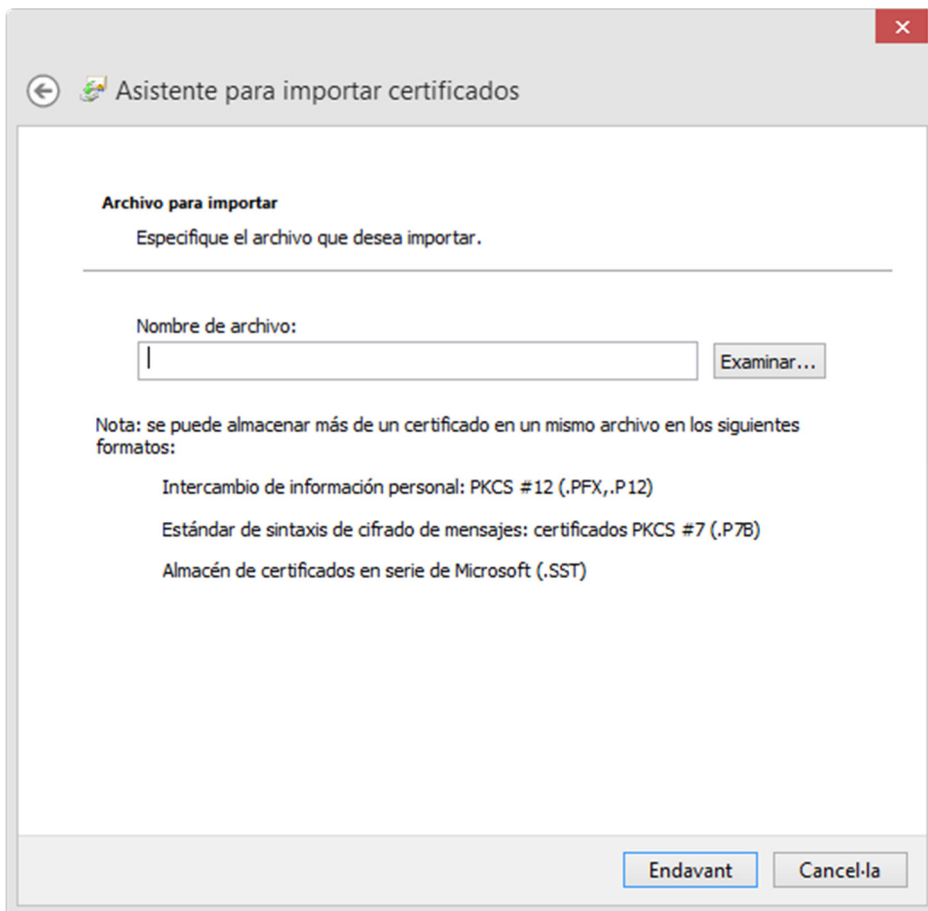 Asistente para importar certificados
Archivo para importar
Especifique el archivo que desea importar.
Nombre de archivo:
Examinar...
Nota: se puede almacenar más de un certificado en un mismo archivo en los siguientes
formatos:
Intercambio de información personal: PKCS #12 (.PFX,.P12)
Estándar de sintaxis de cifrado de mensajes: certificados PKCS #7 (.P7B)
Almacén de certificados en serie de Microsoft (.SST)
Endavant Cancel·la